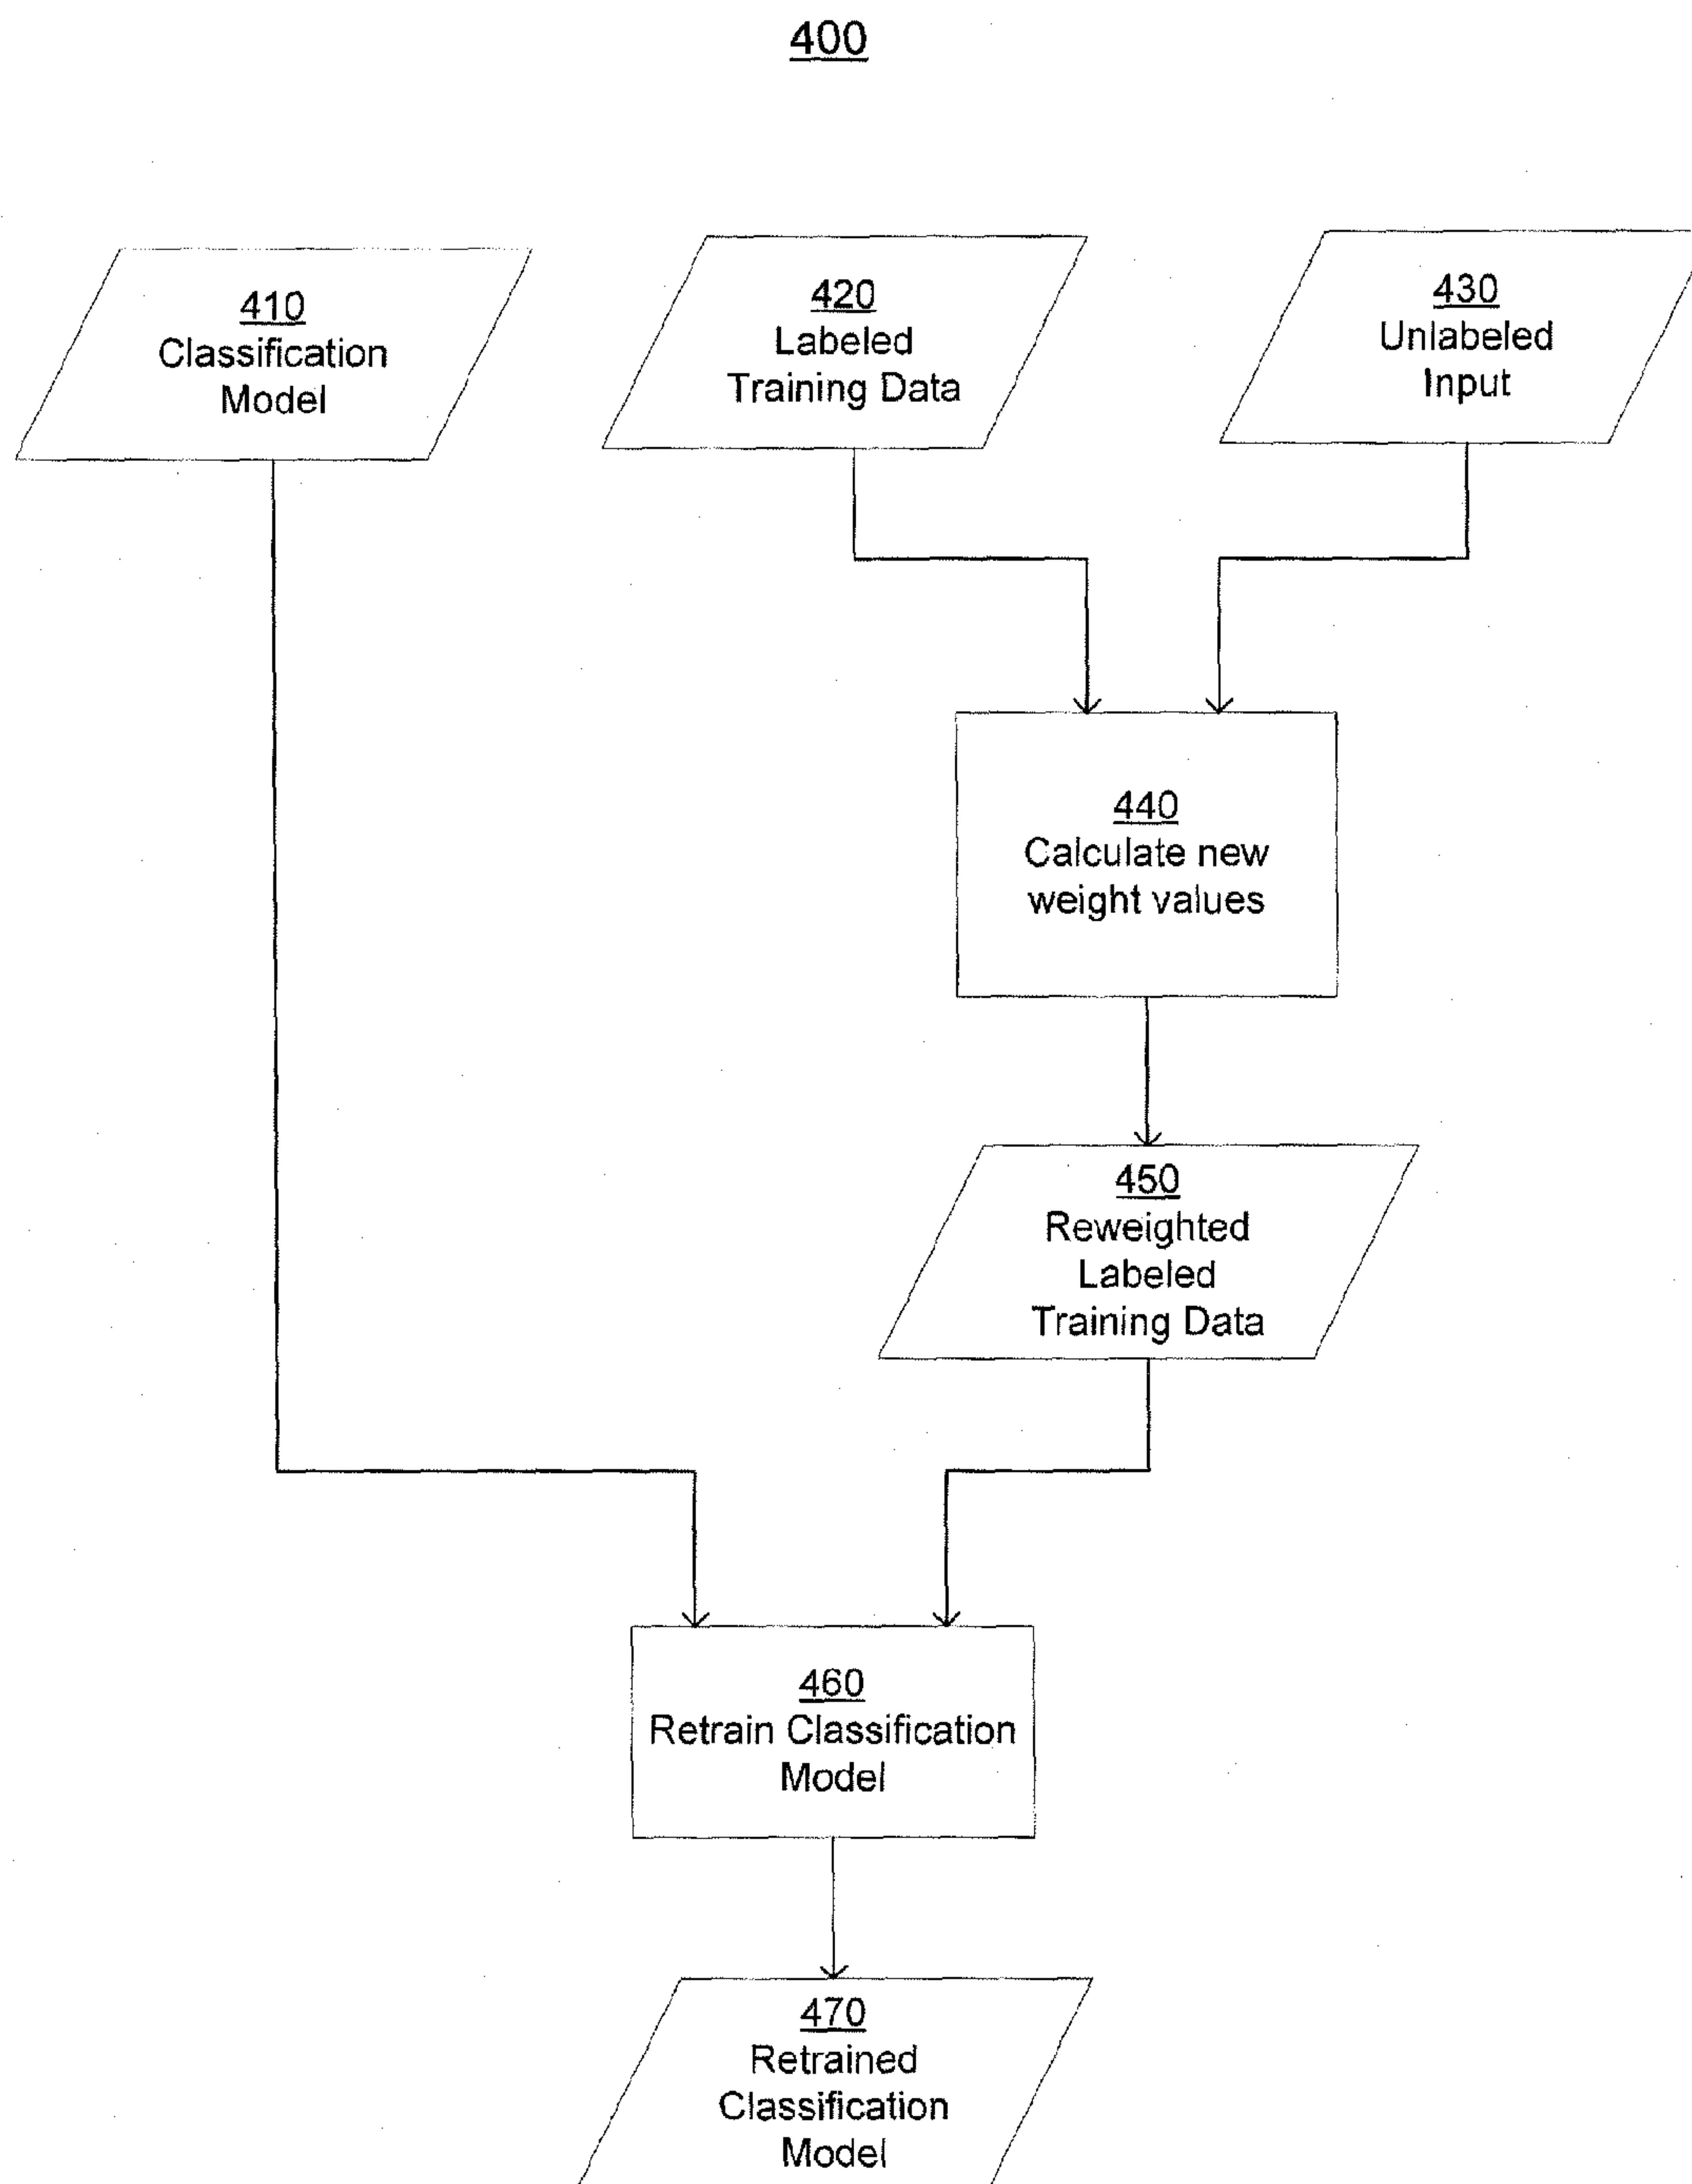 400
410
Classification
Model
420
Labeled
Training Data
430
Unlabeled
Input
440
Calculate new
weight values
450
Reweighted
Labeled
Training Data
460
Retrain Classification
Model
470
Retrained
Classification
Model